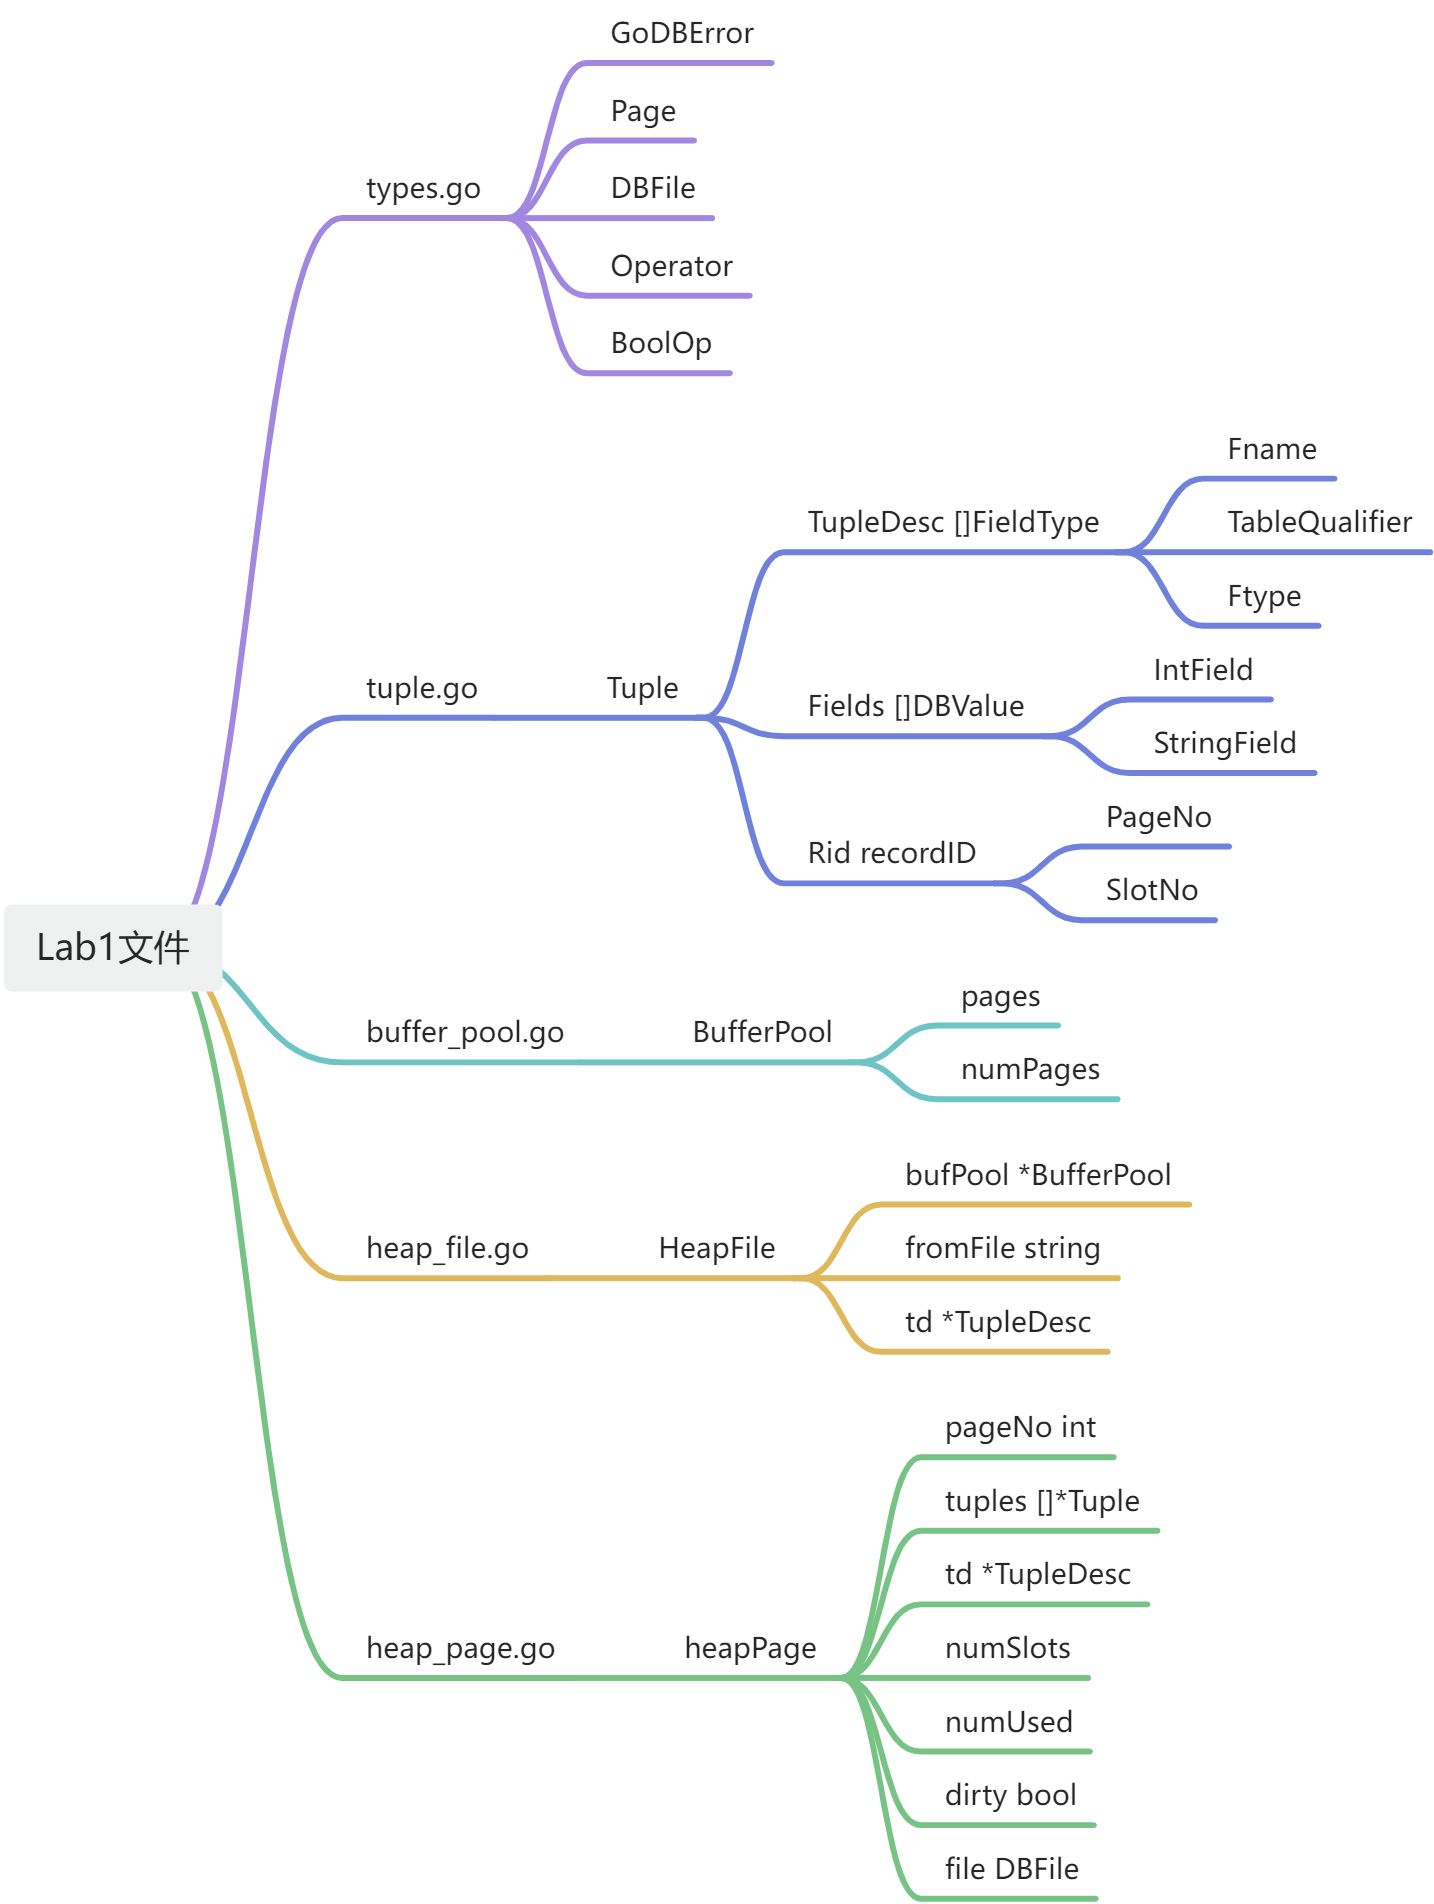 Lab1文件
types.go
GoDBError
Page
DBFile
Operator
BoolOp
tuple.go
Tuple
TupleDesc []FieldType
Fname
TableQualifier
Ftype
Fields []DBValue
IntField
StringField
Rid recordID
PageNo
SlotNo
buffer_pool.go
BufferPool
pages
numPages
heap_file.go
HeapFile
bufPool *BufferPool
fromFile string
td *TupleDesc
heap_page.go
heapPage
pageNo int
tuples []*Tuple
td *TupleDesc
numSlots
numUsed
dirty bool
file DBFile